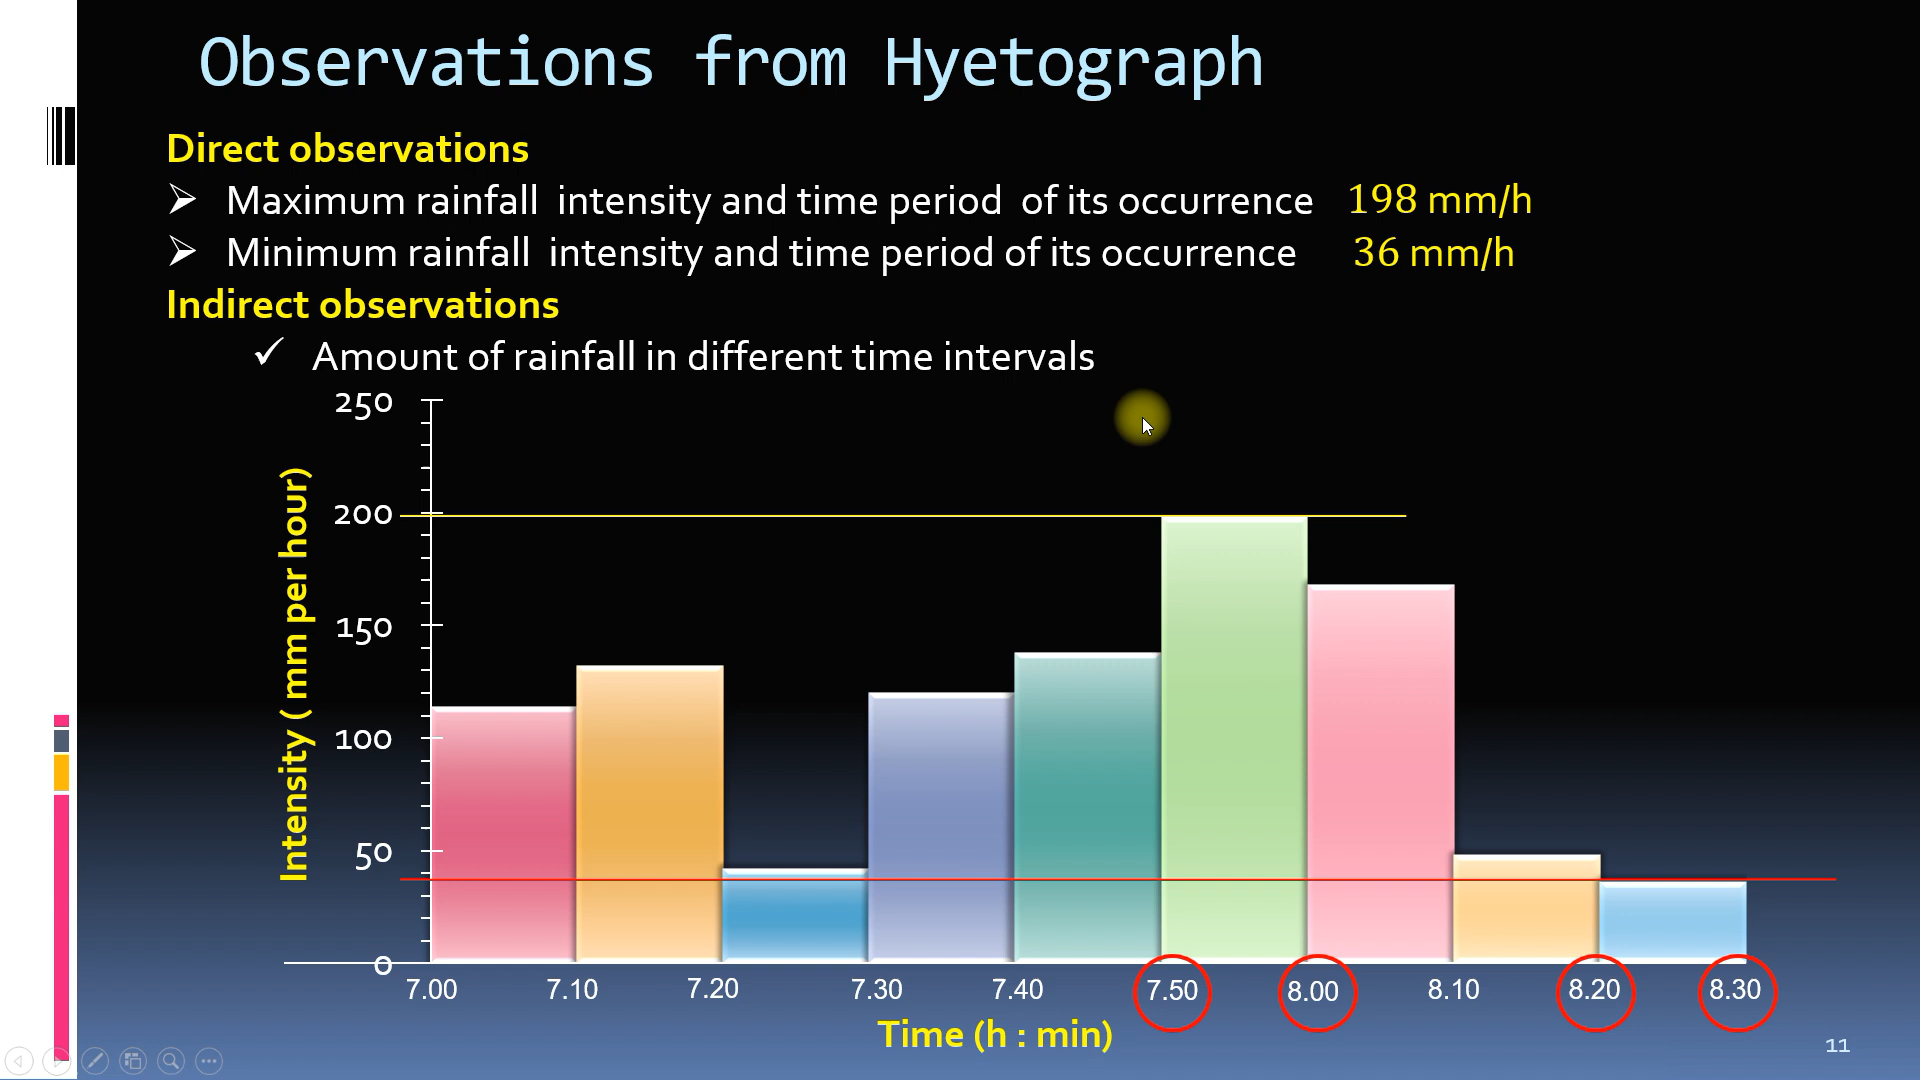 Observations from Hyetograph
Direct observations
➢ Maximum rainfall intensity and time period of its occurrence 198 mm/h
➢ Minimum rainfall intensity and time period of its occurrence 36 mm/h
Indirect observations
✓ Amount of rainfall in different time intervals
250
200
150
100
50
0
Intensity ( mm per hour)
7.00 7.10 7.20 7.30 7.40 7.50 8.00 8.10 8.20 8.30
Time (h : min)
11